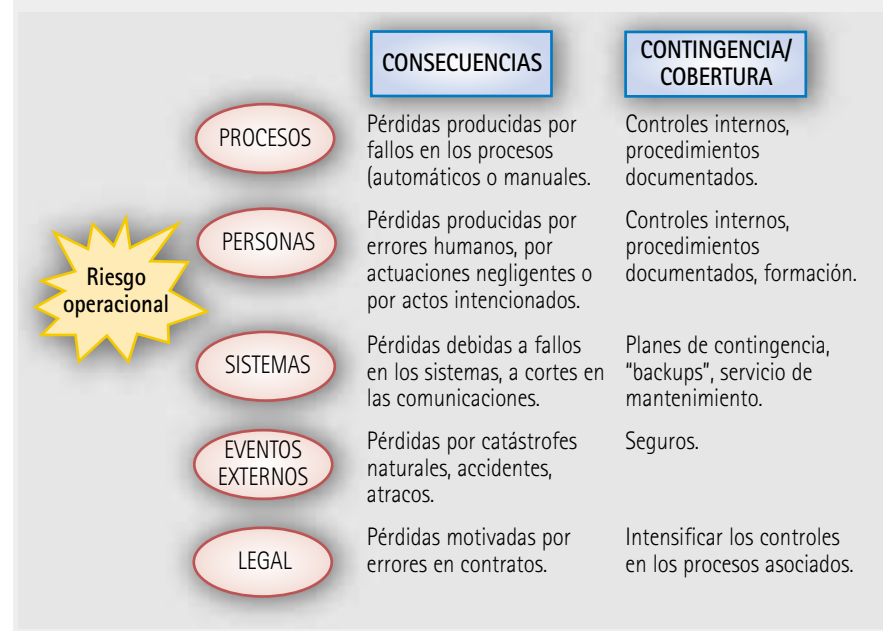 CONSECUENCIAS
CONTINGENCIA/
COBERTURA
Riesgo
operacional
PROCESOS
Pérdidas producidas por
fallos en los procesos
(automáticos o manuales.
Controles internos,
procedimientos
documentados.
PERSONAS
Pérdidas producidas por
errores humanos, por
actuaciones negligentes o
por actos intencionados.
Controles internos,
procedimientos
documentados, formación.
SISTEMAS
Pérdidas debidas a fallos
en los sistemas, a cortes en
las comunicaciones.
Planes de contingencia,
"backups", servicio de
mantenimiento.
EVENTOS
EXTERNOS
Pérdidas por catástrofes
naturales, accidentes,
atracos.
Seguros.
LEGAL
Pérdidas motivadas por
errores en contratos.
Intensificar los controles
en los procesos asociados.